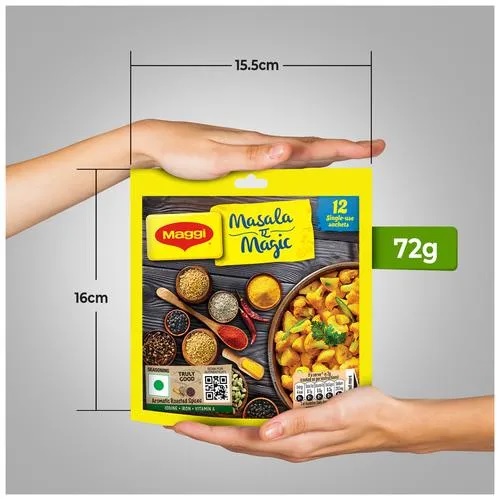 15.5cm
16cm
72g
Maggi
Masala
n
Magic
12
Single-use
sachets
SEASONING
TRULY
GOOD
Aromatic Roasted Spices
IODINE • IRON • VITAMIN A